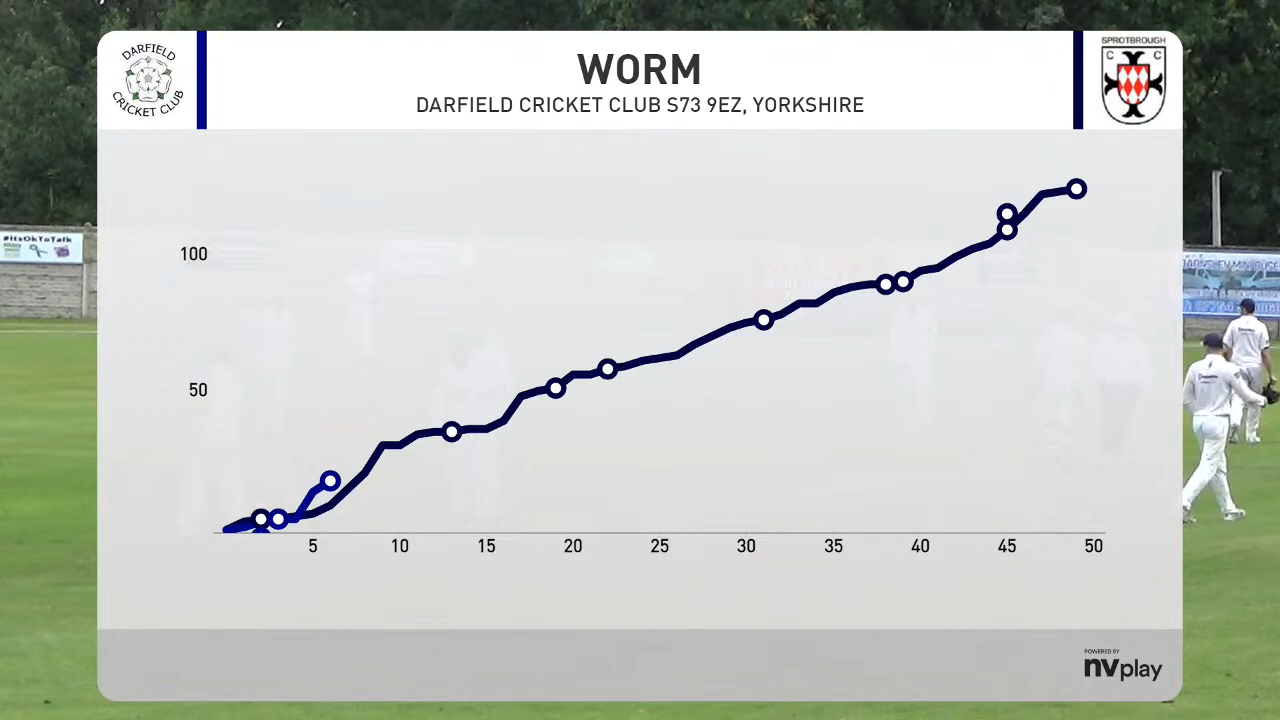 DARFIELD
CRICKET CLUB
WORM
DARFIELD CRICKET CLUB S73 9EZ, YORKSHIRE
SPROTBROUGH
C C
#ItsOkToTalk
100
50
5 10 15 20 25 30 35 40 45 50
POWERED BY
nvplay